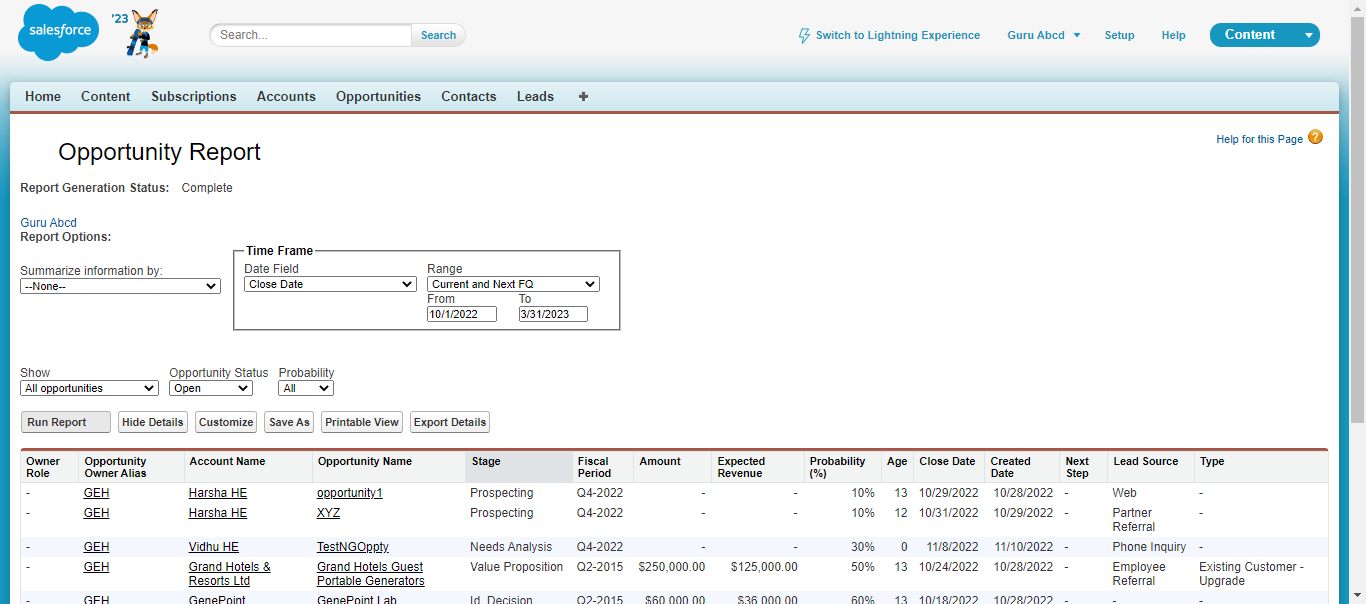 salesforce
'23
Search...
Search
Switch to Lightning Experience
Guru Abcd
Setup
Help
Content
Home Content Subscriptions Accounts Opportunities Contacts Leads +
Help for this Page ?
Opportunity Report
Report Generation Status: Complete
Guru Abcd
Report Options:
Time Frame
Summarize information by:
--None--
Date Field
Close Date
Range
Current and Next FQ
From To
10/1/2022 3/31/2023
Show Opportunity Status Probability
All opportunities Open All
Run Report Hide Details Customize Save As Printable View Export Details
Owner Role Opportunity Owner Alias Account Name Opportunity Name Stage Fiscal Period Amount Expected Revenue Probability (%) Age Close Date Created Date Next Step Lead Source Type
- GEH Harsha HE opportunity1 Prospecting Q4-2022 - - 10% 13 10/29/2022 10/28/2022 - Web -
- GEH Harsha HE XYZ Prospecting Q4-2022 - - 10% 12 10/31/2022 10/29/2022 - Partner Referral -
- GEH Vidhu HE TestNGOppty Needs Analysis Q4-2022 - - 30% 0 11/8/2022 11/10/2022 - Phone Inquiry -
- GEH Grand Hotels & Resorts Ltd Grand Hotels Guest Portable Generators Value Proposition Q2-2015 $250,000.00 $125,000.00 50% 13 10/24/2022 10/28/2022 - Employee Referral Existing Customer - Upgrade
- GEH GenePoint GenePoint Lab Id. Decision Q2-2015 $60,000.00 $36,000.00 60% 13 10/18/2022 10/28/2022 - Employee Existing Customer -